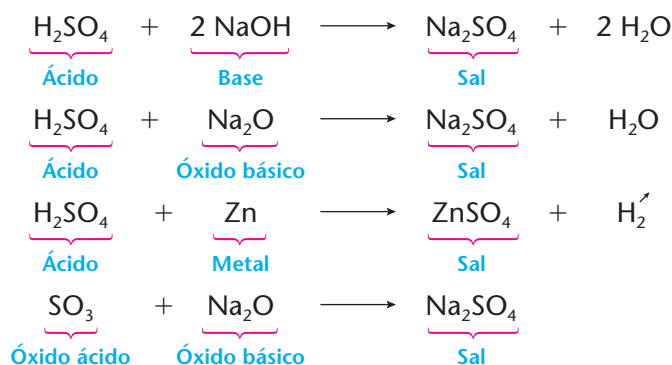 H₂SO₄ + 2 NaOH ⟶ Na₂SO₄ + 2 H₂O
Ácido Base Sal
H₂SO₄ + Na₂O ⟶ Na₂SO₄ + H₂O
Ácido Óxido básico Sal
H₂SO₄ + Zn ⟶ ZnSO₄ + H₂↗
Ácido Metal Sal
SO₃ + Na₂O ⟶ Na₂SO₄
Óxido ácido Óxido básico Sal